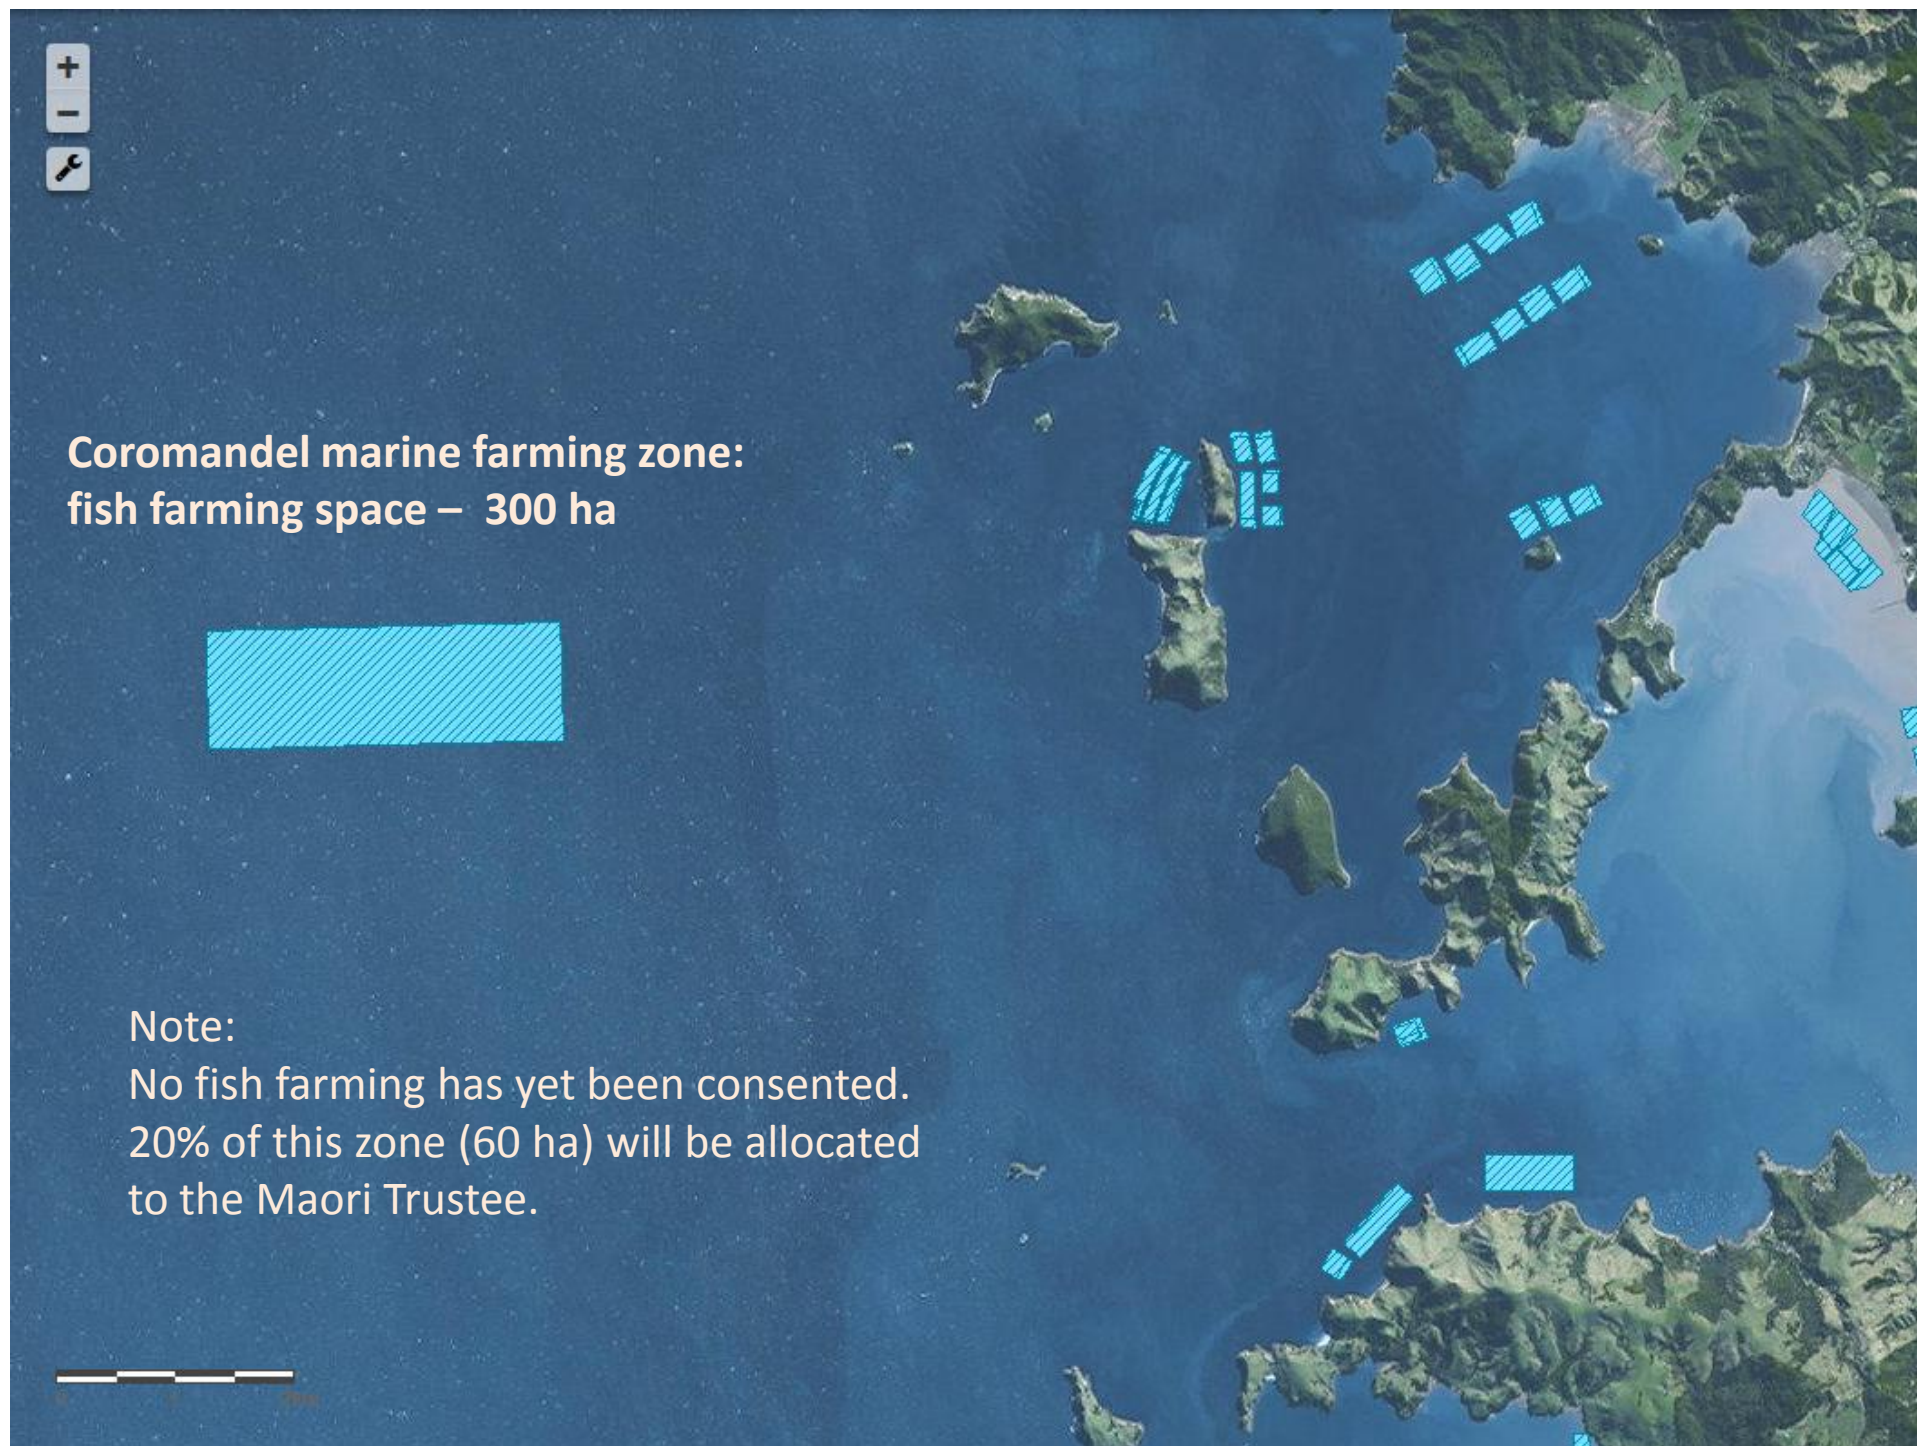 Coromandel marine farming zone:
fish farming space – 300 ha
Note:
No fish farming has yet been consented.
20% of this zone (60 ha) will be allocated
to the Maori Trustee.